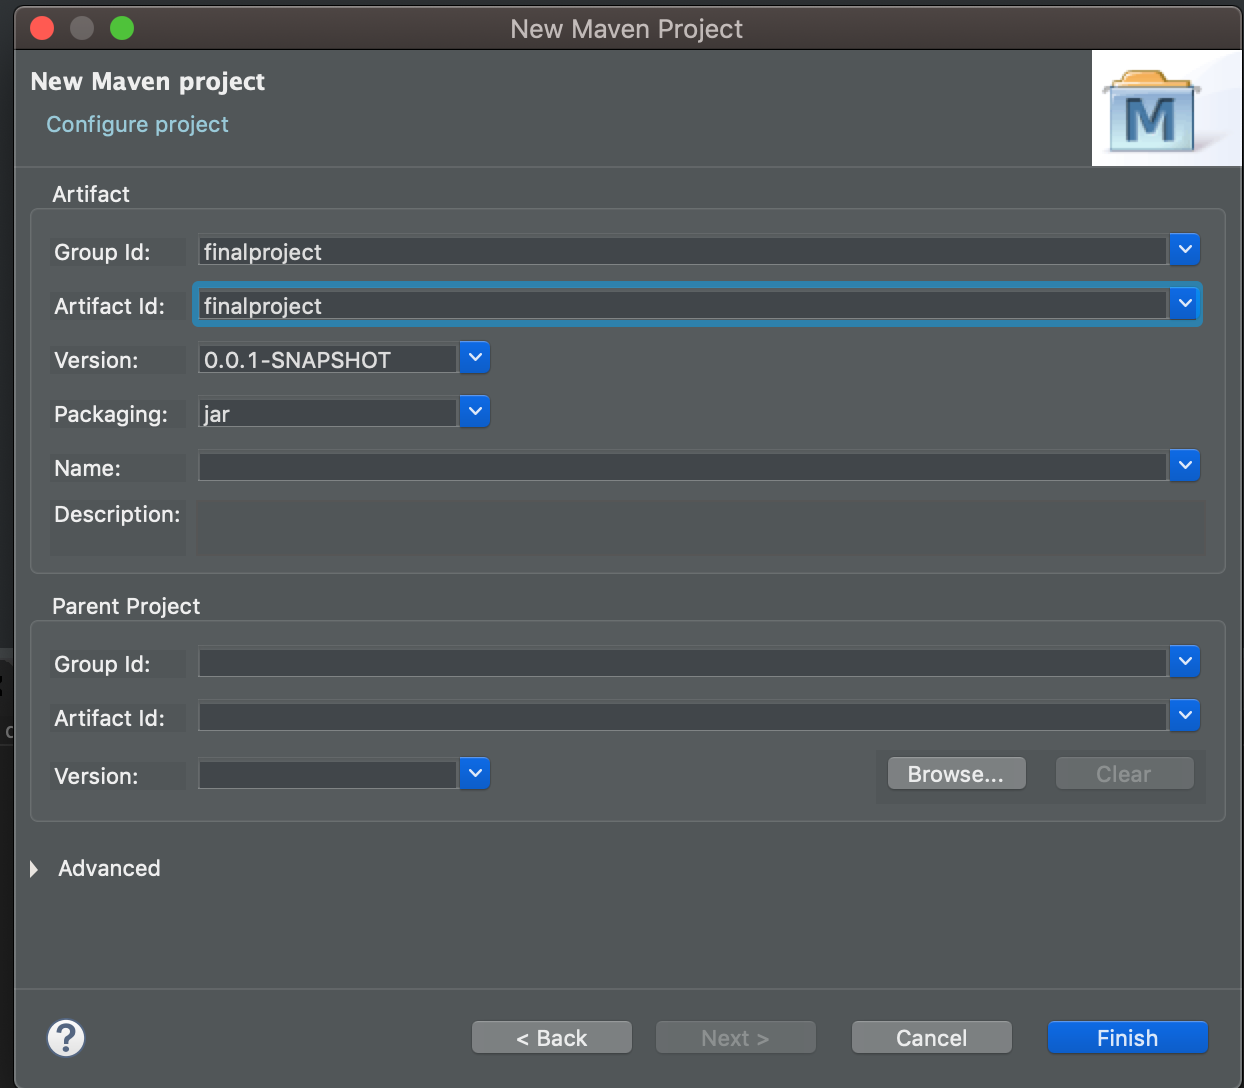 New Maven Project
New Maven project
Configure project
M
Artifact
Group Id: finalproject
Artifact Id: finalproject
Version: 0.0.1-SNAPSHOT
Packaging: jar
Name:
Description:
Parent Project
Group Id:
Artifact Id:
Version:
Browse... Clear
Advanced
? < Back Next > Cancel Finish